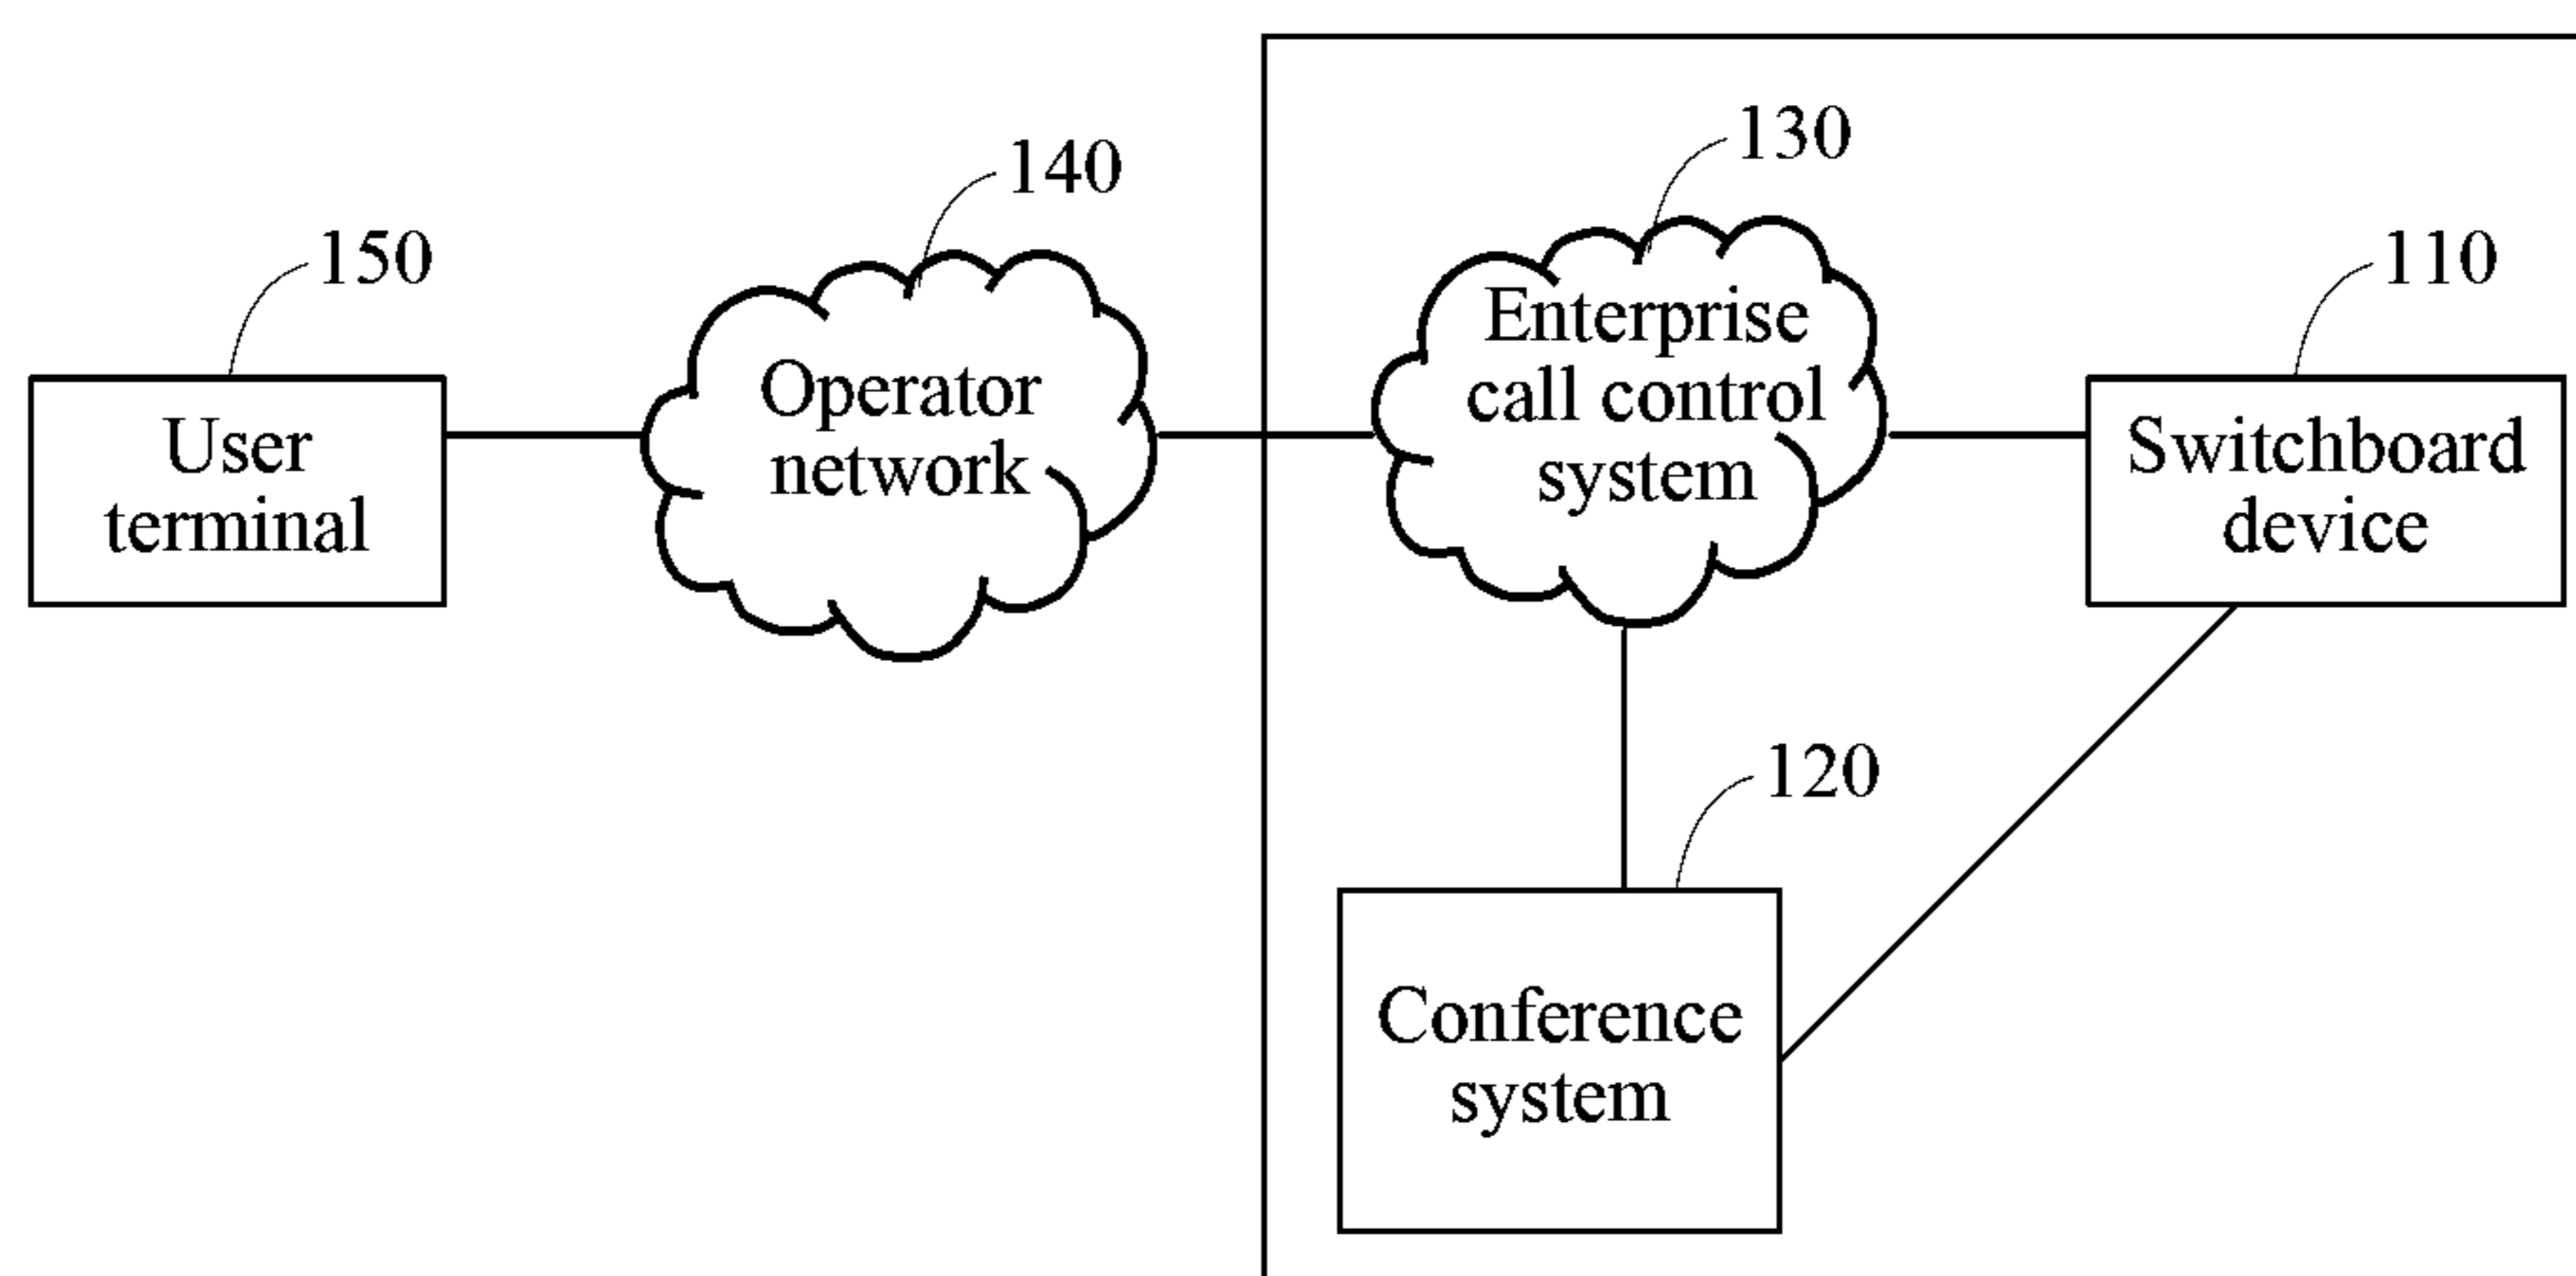 130
140
150
110
Enterprise
call control
system
Operator
network
User
terminal
Switchboard
device
120
Conference
system